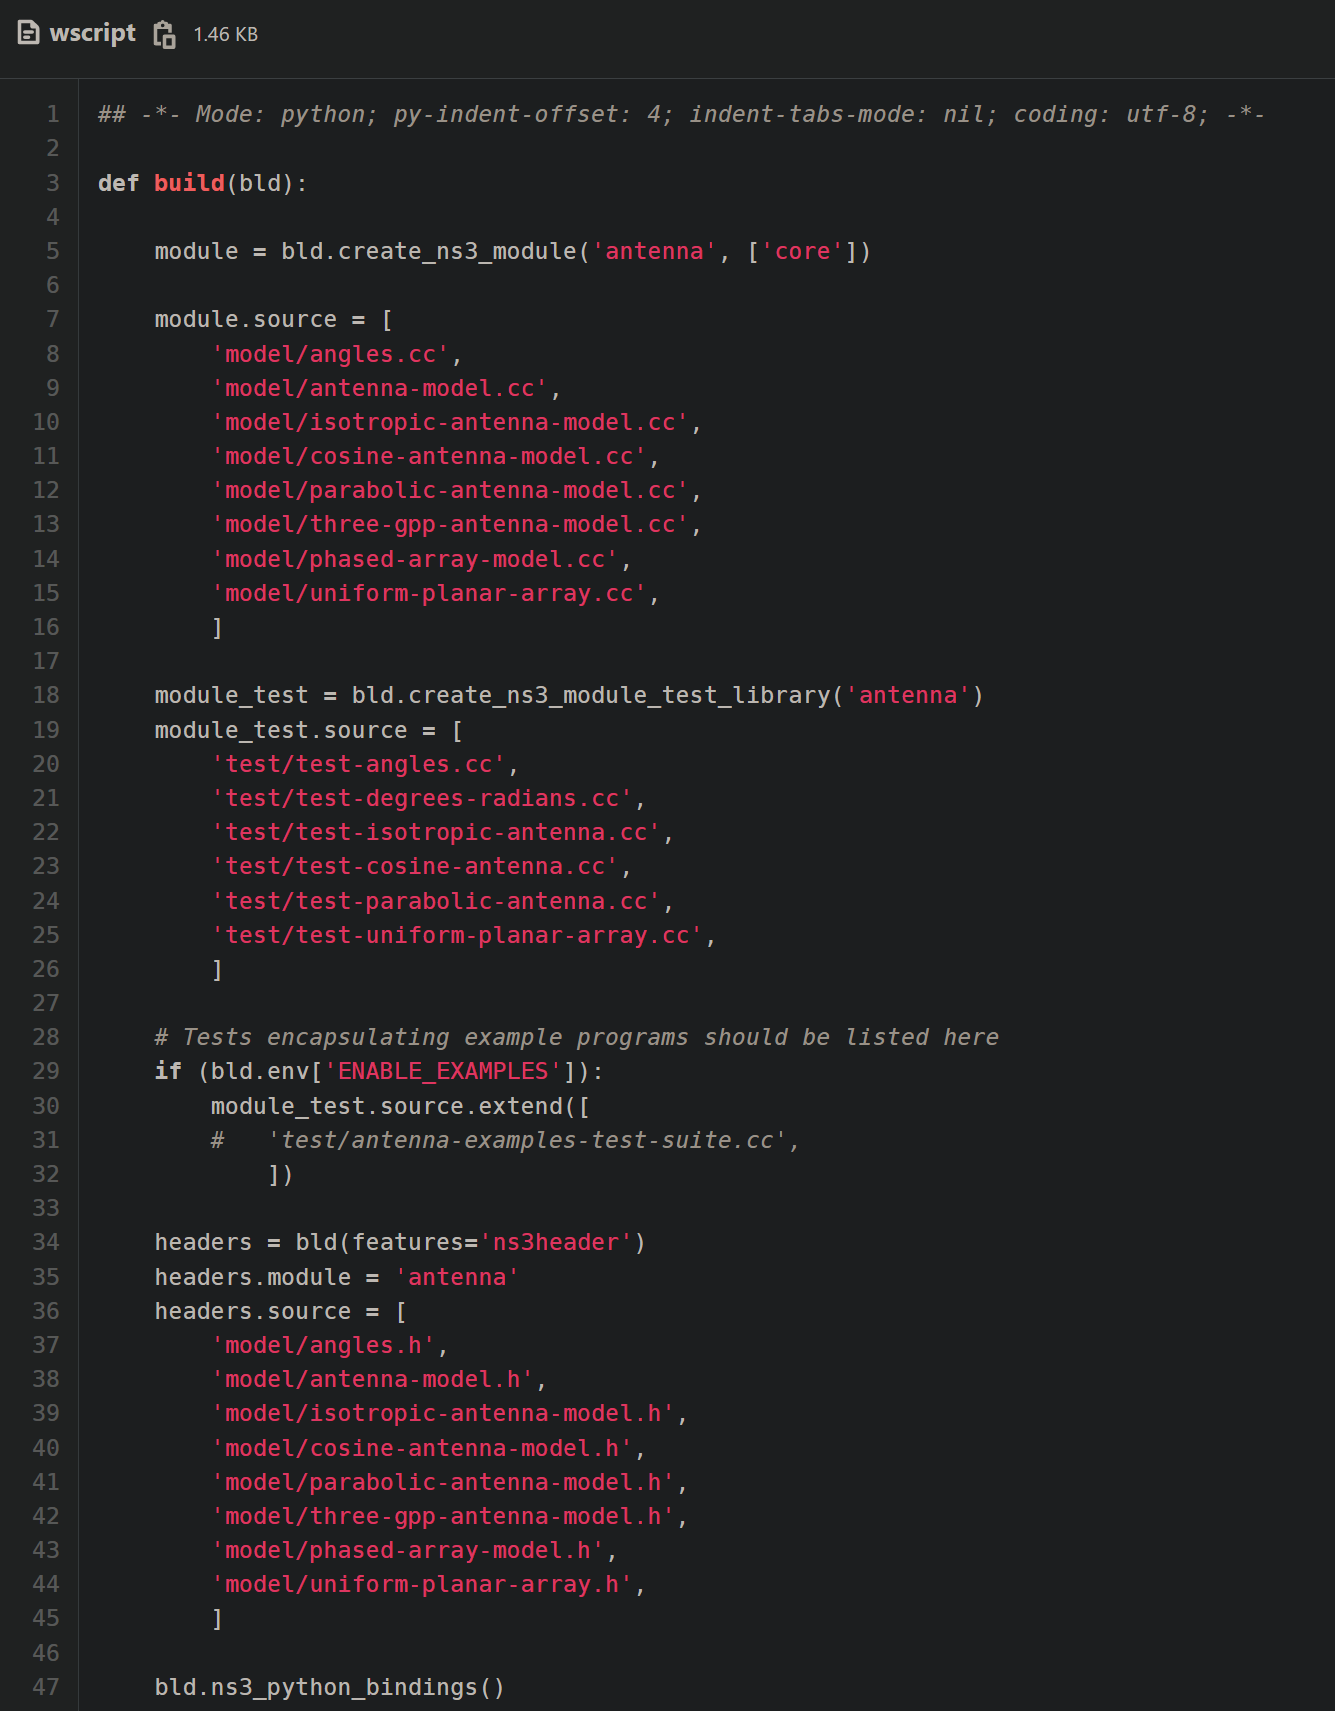 wscript 1.46 KB
1 ## -*- Mode: python; py-indent-offset: 4; indent-tabs-mode: nil; coding: utf-8; -*-
2
3 def build(bld):
4
5     module = bld.create_ns3_module('antenna', ['core'])
6
7     module.source = [
8         'model/angles.cc',
9         'model/antenna-model.cc',
10         'model/isotropic-antenna-model.cc',
11         'model/cosine-antenna-model.cc',
12         'model/parabolic-antenna-model.cc',
13         'model/three-gpp-antenna-model.cc',
14         'model/phased-array-model.cc',
15         'model/uniform-planar-array.cc',
16         ]
17
18     module_test = bld.create_ns3_module_test_library('antenna')
19     module_test.source = [
20         'test/test-angles.cc',
21         'test/test-degrees-radians.cc',
22         'test/test-isotropic-antenna.cc',
23         'test/test-cosine-antenna.cc',
24         'test/test-parabolic-antenna.cc',
25         'test/test-uniform-planar-array.cc',
26         ]
27
28     # Tests encapsulating example programs should be listed here
29     if (bld.env['ENABLE_EXAMPLES']):
30         module_test.source.extend([
31         #   'test/antenna-examples-test-suite.cc',
32             ])
33
34     headers = bld(features='ns3header')
35     headers.module = 'antenna'
36     headers.source = [
37         'model/angles.h',
38         'model/antenna-model.h',
39         'model/isotropic-antenna-model.h',
40         'model/cosine-antenna-model.h',
41         'model/parabolic-antenna-model.h',
42         'model/three-gpp-antenna-model.h',
43         'model/phased-array-model.h',
44         'model/uniform-planar-array.h',
45         ]
46
47     bld.ns3_python_bindings()